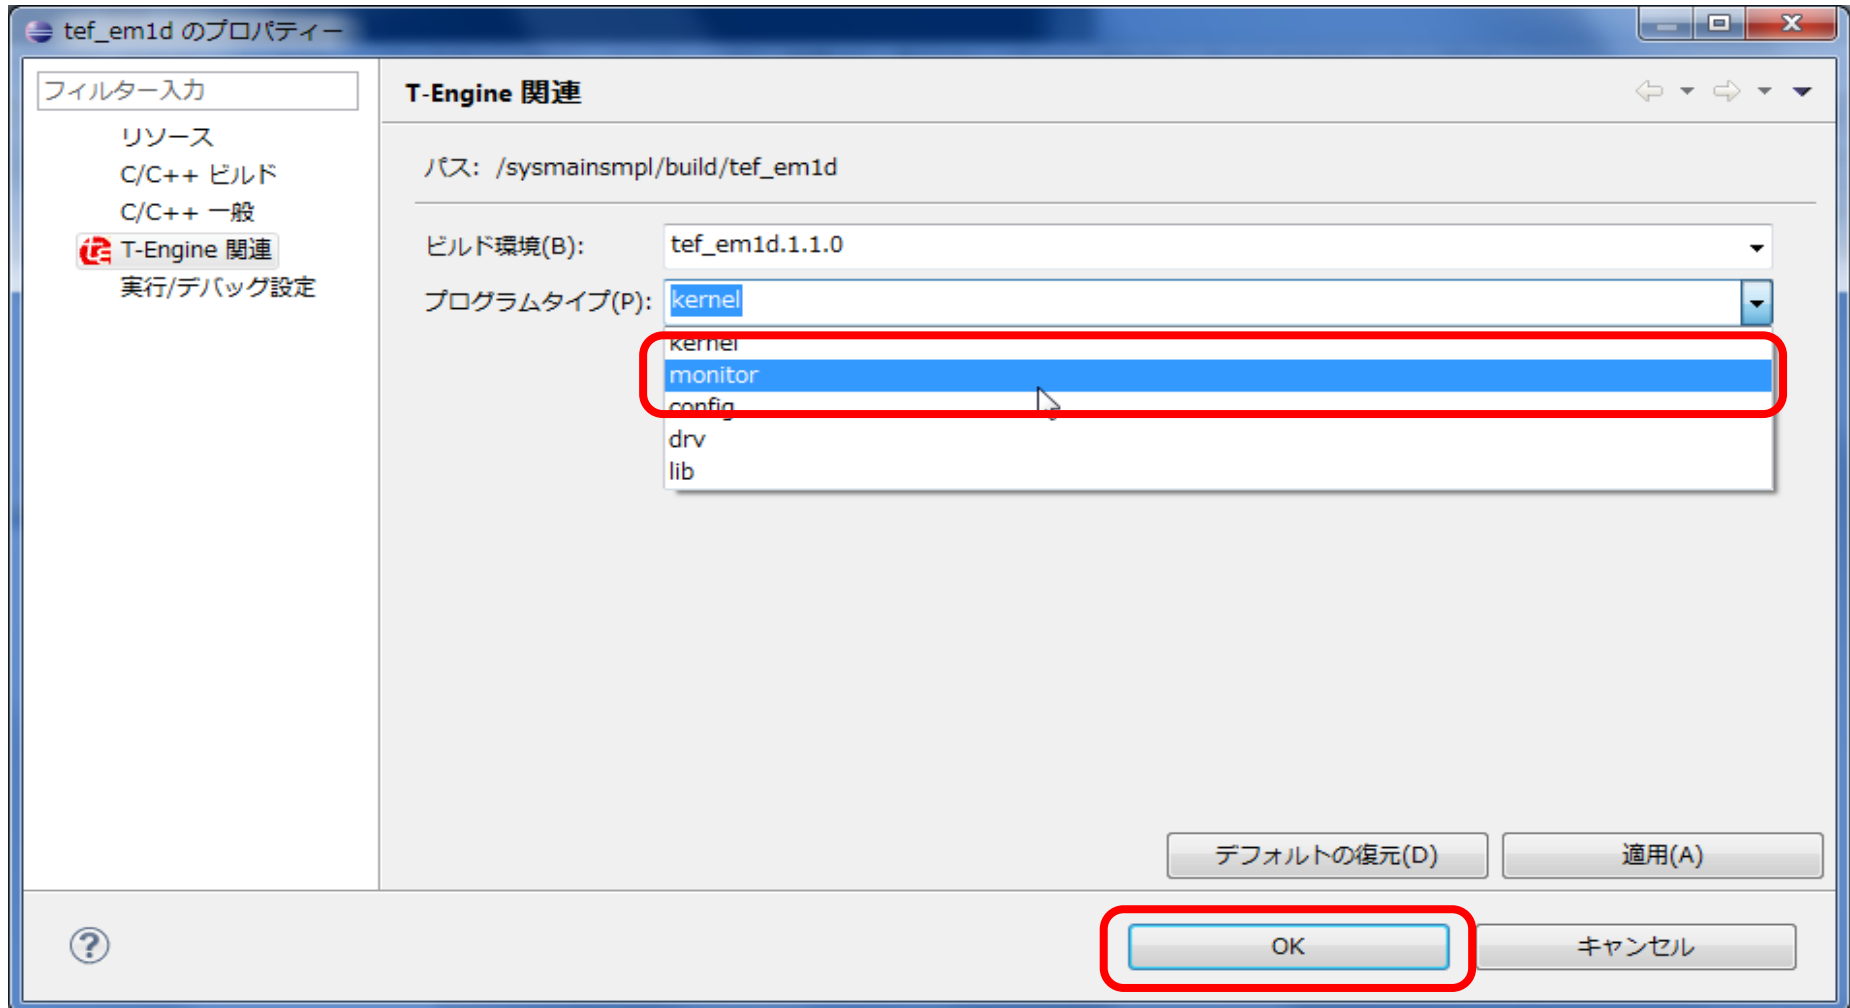 tef_em1d のプロパティー
フィルター入力
リソース
C/C++ ビルド
C/C++ 一般
T-Engine 関連
実行/デバッグ設定
T-Engine 関連
パス: /sysmainsmpl/build/tef_em1d
ビルド環境(B): tef_em1d.1.1.0
プログラムタイプ(P): kernel
kernel
monitor
config
drv
lib
デフォルトの復元(D) 適用(A)
OK キャンセル